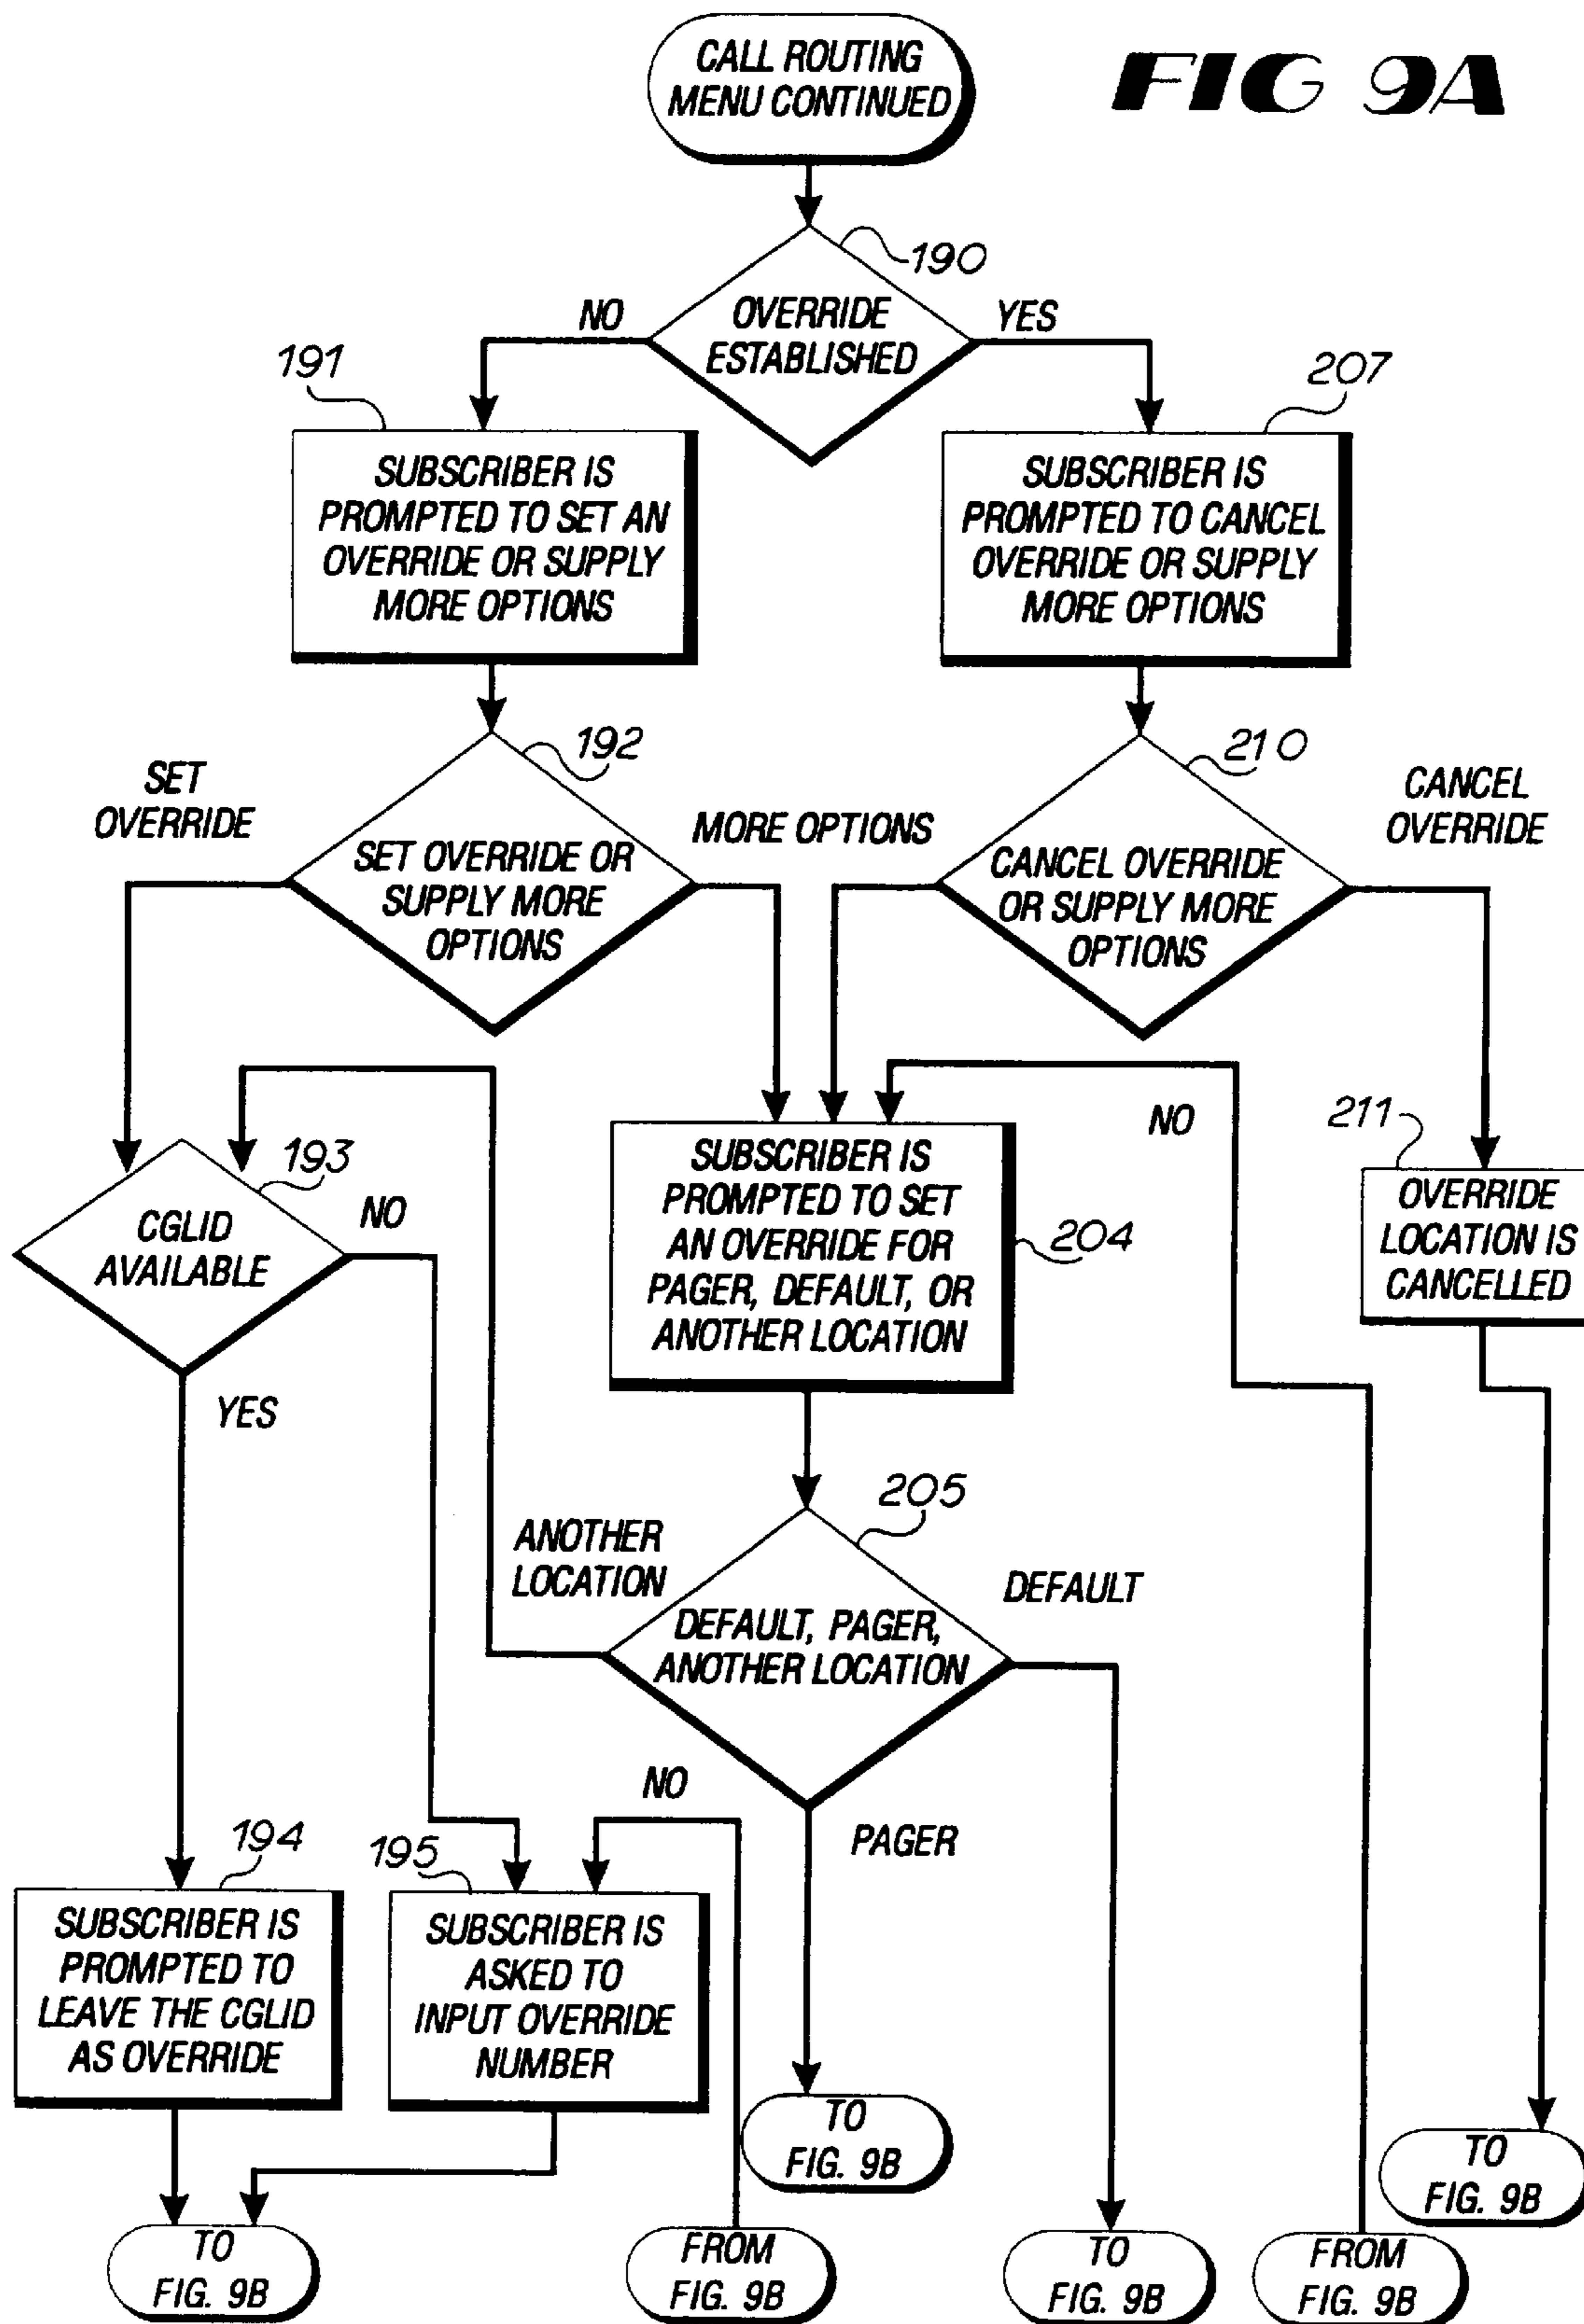 CALL ROUTING
MENU CONTINUED
FIG 9A
190
OVERRIDE
ESTABLISHED
NO
YES
191
SUBSCRIBER IS
PROMPTED TO SET AN
OVERRIDE OR SUPPLY
MORE OPTIONS
207
SUBSCRIBER IS
PROMPTED TO CANCEL
OVERRIDE OR SUPPLY
MORE OPTIONS
192
SET
OVERRIDE
SET OVERRIDE OR
SUPPLY MORE
OPTIONS
MORE OPTIONS
210
CANCEL OVERRIDE
OR SUPPLY MORE
OPTIONS
CANCEL
OVERRIDE
193
CGLID
AVAILABLE
NO
YES
SUBSCRIBER IS
PROMPTED TO SET
AN OVERRIDE FOR
PAGER, DEFAULT, OR
ANOTHER LOCATION
204
NO
211
OVERRIDE
LOCATION IS
CANCELLED
205
ANOTHER
LOCATION
DEFAULT, PAGER,
ANOTHER LOCATION
DEFAULT
PAGER
NO
194
SUBSCRIBER IS
PROMPTED TO
LEAVE THE CGLID
AS OVERRIDE
195
SUBSCRIBER IS
ASKED TO
INPUT OVERRIDE
NUMBER
TO
FIG. 9B
TO
FIG. 9B
TO
FIG. 9B
FROM
FIG. 9B
TO
FIG. 9B
FROM
FIG. 9B